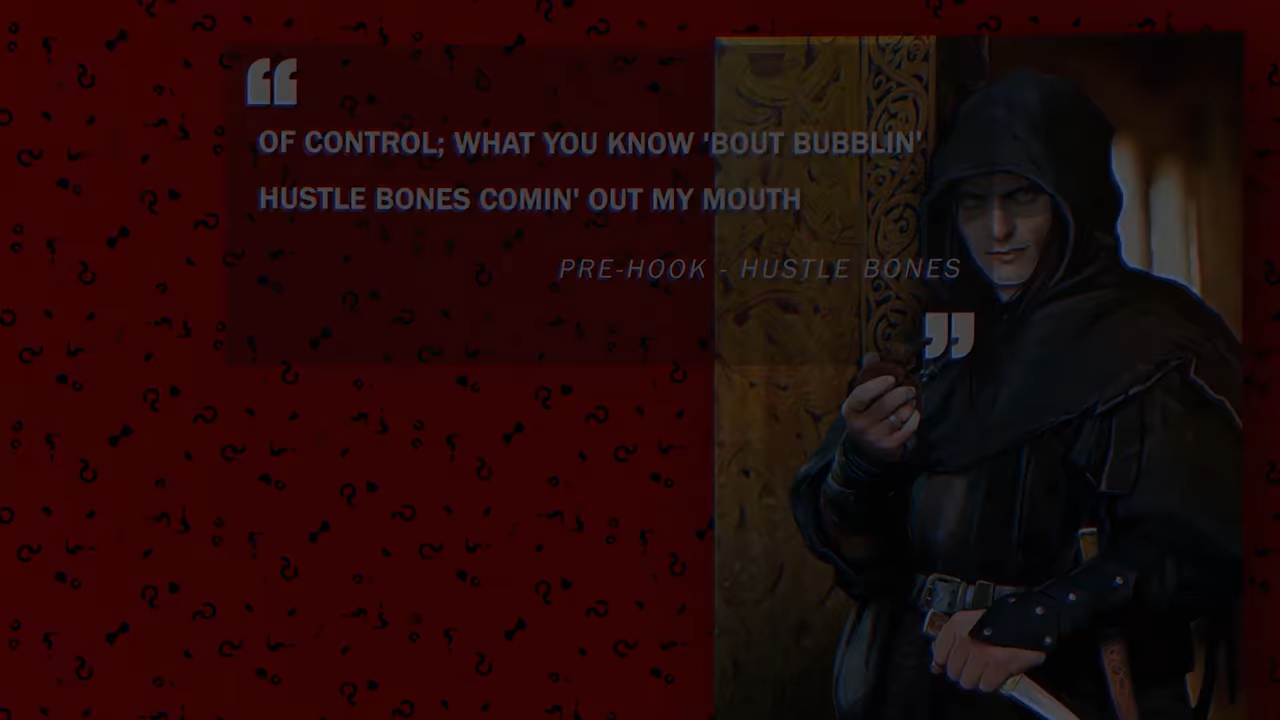 “
OF CONTROL; WHAT YOU KNOW 'BOUT BUBBLIN'
HUSTLE BONES COMIN' OUT MY MOUTH
PRE-HOOK - HUSTLE BONES
”